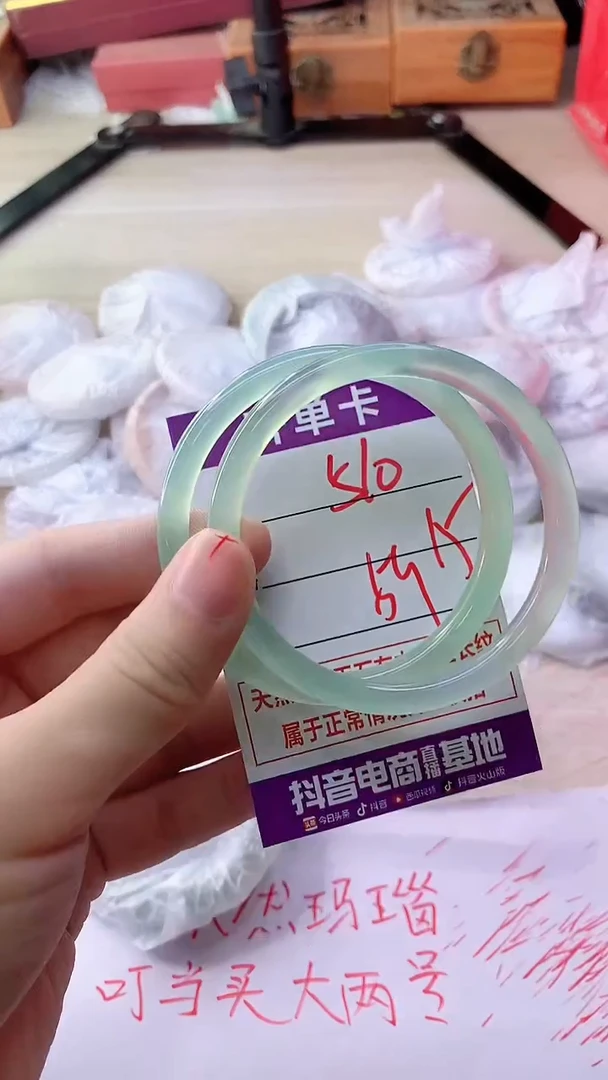 单卡
510
属于正常情况
抖音电商直播基地
今日头条 抖音 西瓜视频 抖音火山版
天然玛瑙
叮当买大两号